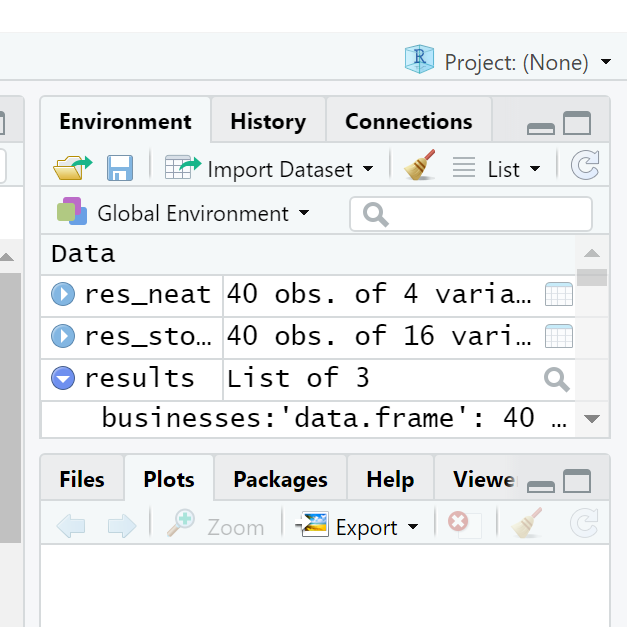 Project: (None)
Environment History Connections
Import Dataset List
Global Environment
Data
res_neat 40 obs. of 4 varia…
res_sto… 40 obs. of 16 vari…
results List of 3
businesses:'data.frame': 40 …
Files Plots Packages Help Viewe
Zoom Export